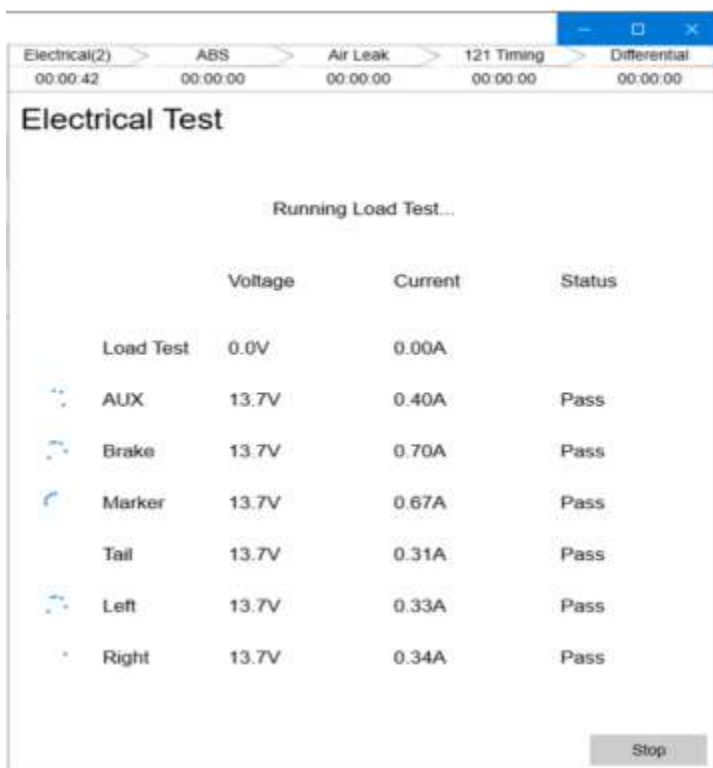 Electrical(2) ABS Air Leak 121 Timing Differential
00:00:42 00:00:00 00:00:00 00:00:00 00:00:00
Electrical Test
Running Load Test...
Voltage Current Status
Load Test 0.0V 0.00A
AUX 13.7V 0.40A Pass
Brake 13.7V 0.70A Pass
Marker 13.7V 0.67A Pass
Tail 13.7V 0.31A Pass
Left 13.7V 0.33A Pass
Right 13.7V 0.34A Pass
Stop